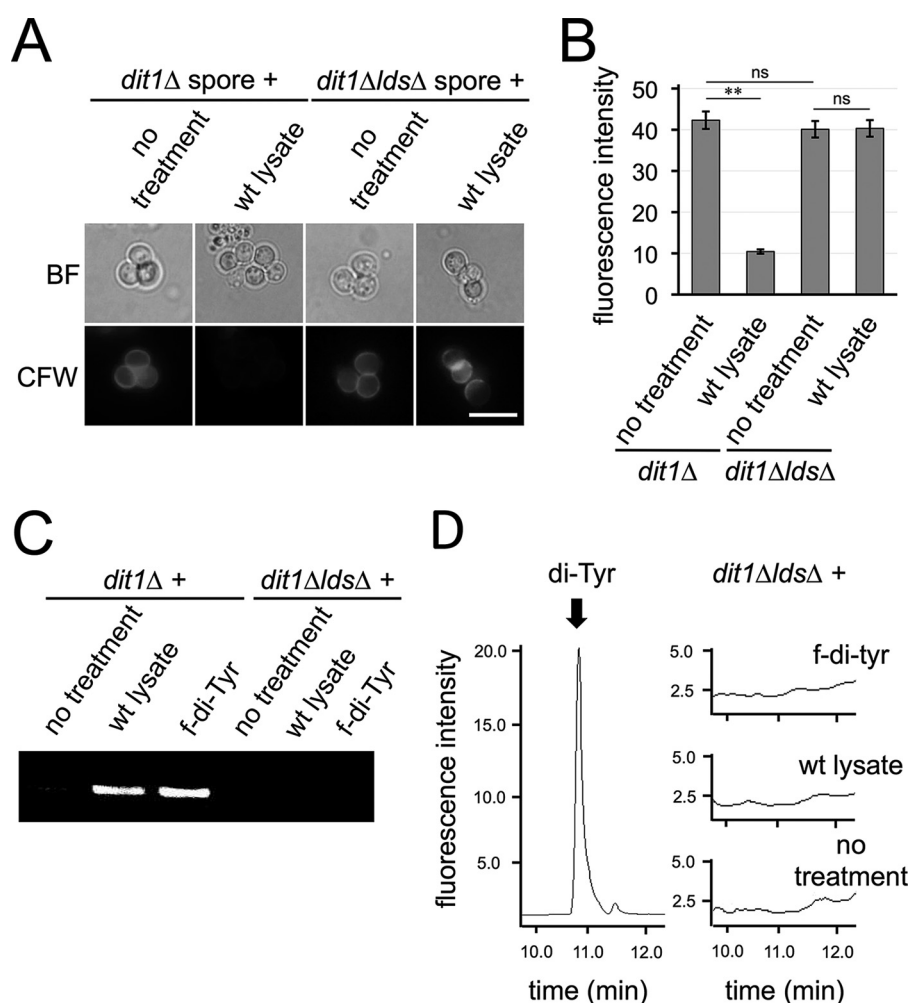 A
dit1Δ spore +
dit1ΔldsΔ spore +
no
treatment
wt lysate
no
treatment
wt lysate
BF
CFW
B
fluorescence intensity
50
40
30
20
10
0
ns
**
ns
no treatment
wt lysate
no treatment
wt lysate
dit1Δ
dit1ΔldsΔ
C
dit1Δ +
dit1ΔldsΔ +
no treatment
wt lysate
f-di-Tyr
no treatment
wt lysate
f-di-Tyr
D
di-Tyr
fluorescence intensity
20.0
15.0
10.0
5.0
10.0 11.0 12.0
time (min)
dit1ΔldsΔ +
5.0
f-di-tyr
2.5
5.0
wt lysate
2.5
5.0
no
treatment
2.5
10.0 11.0 12.0
time (min)